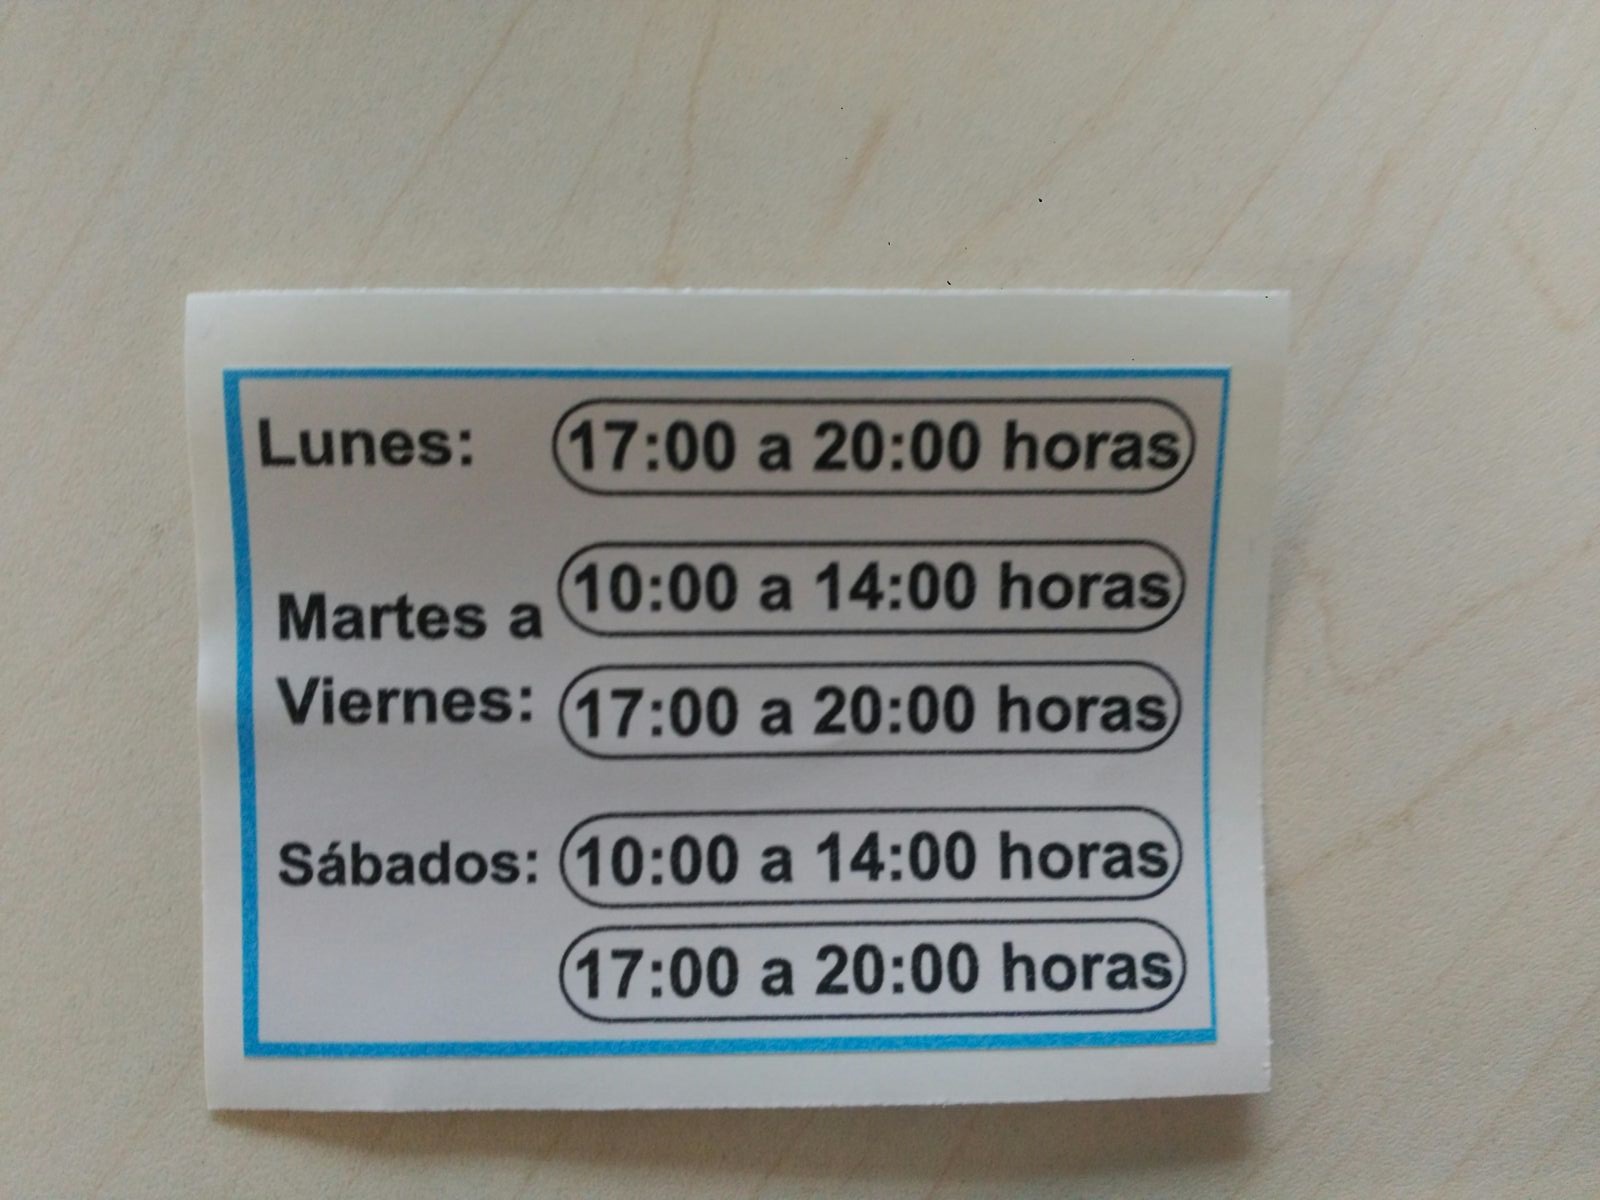 Lunes: 17:00 a 20:00 horas
Martes a 10:00 a 14:00 horas
Viernes: 17:00 a 20:00 horas
Sábados: 10:00 a 14:00 horas
17:00 a 20:00 horas